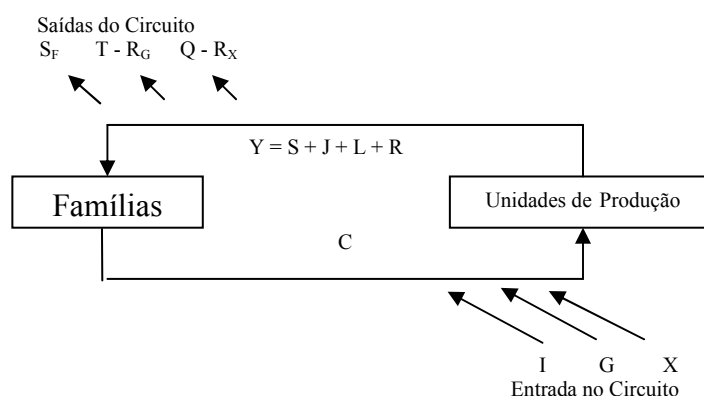 Saídas do Circuito
S_F T - R_G Q - R_X
Y = S + J + L + R
Famílias
Unidades de Produção
C
I G X
Entrada no Circuito